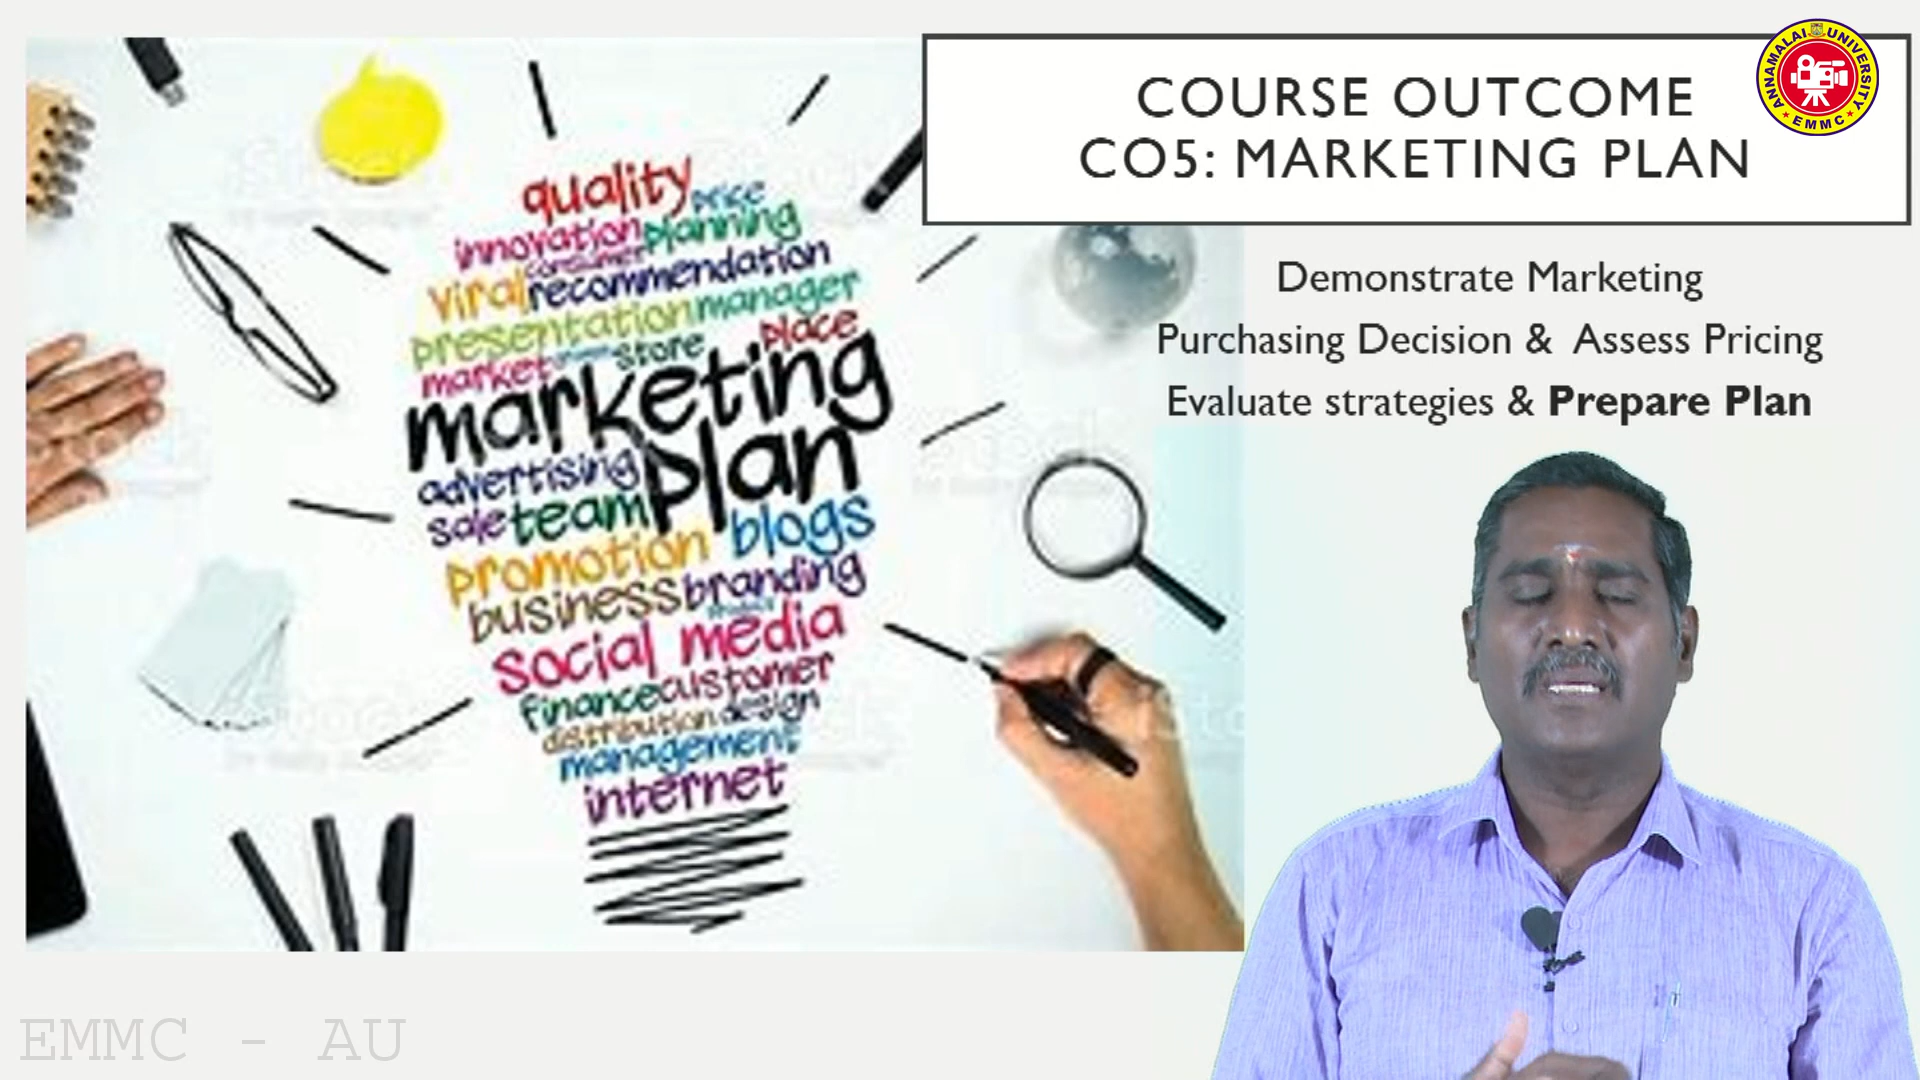 COURSE OUTCOME
CO5: MARKETING PLAN
ANNAMALAI UNIVERSITY
EMMC
Demonstrate Marketing
Purchasing Decision & Assess Pricing
Evaluate strategies & Prepare Plan
quality price
innovation planning
consumer
viral recommendation
presentation manager
market store place
marketing
plan
advertising
sale team
promotion blogs
business branding
social media
finance customer
distribution design
management
internet
EMMC - AU